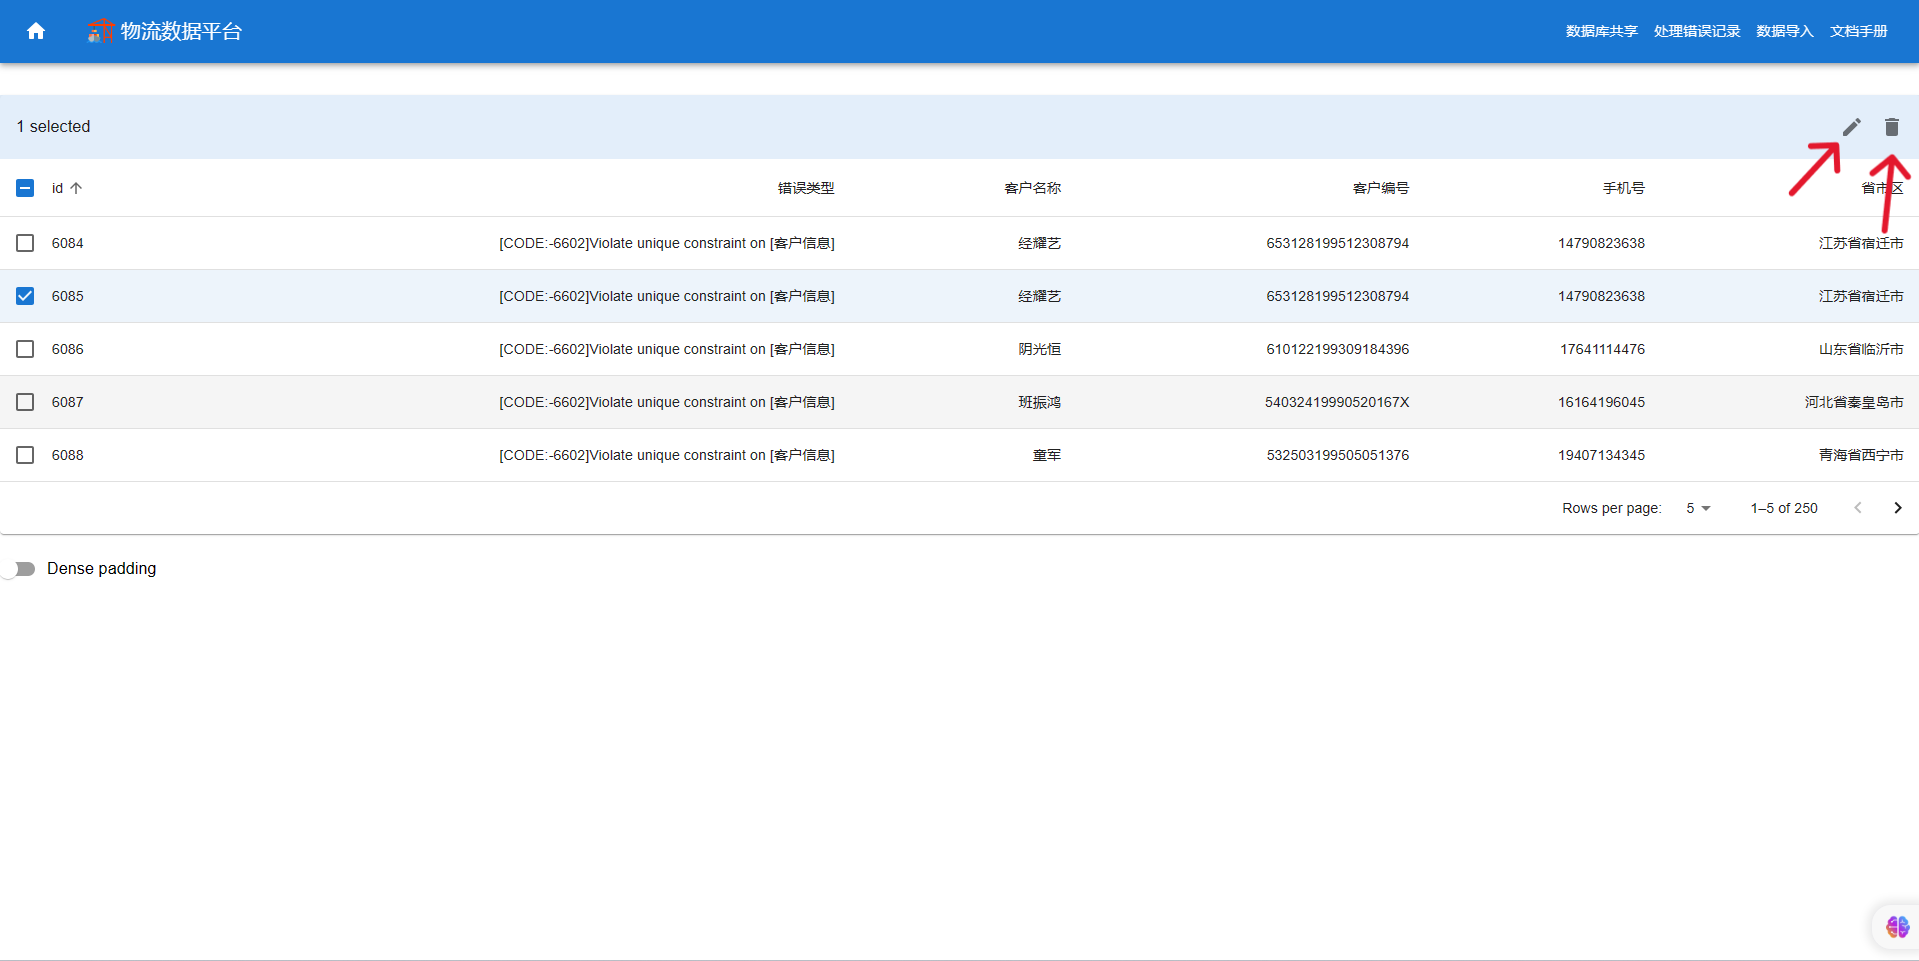 物流数据平台 数据库共享 处理错误记录 数据导入 文档手册
1 selected
id 错误类型 客户名称 客户编号 手机号 省市区
6084 [CODE:-6602]Violate unique constraint on [客户信息] 经耀艺 653128199512308794 14790823638 江苏省宿迁市
6085 [CODE:-6602]Violate unique constraint on [客户信息] 经耀艺 653128199512308794 14790823638 江苏省宿迁市
6086 [CODE:-6602]Violate unique constraint on [客户信息] 阴光恒 610122199309184396 17641114476 山东省临沂市
6087 [CODE:-6602]Violate unique constraint on [客户信息] 班振鸿 54032419990520167X 16164196045 河北省秦皇岛市
6088 [CODE:-6602]Violate unique constraint on [客户信息] 童军 532503199505051376 19407134345 青海省西宁市
Rows per page: 5 1–5 of 250
Dense padding